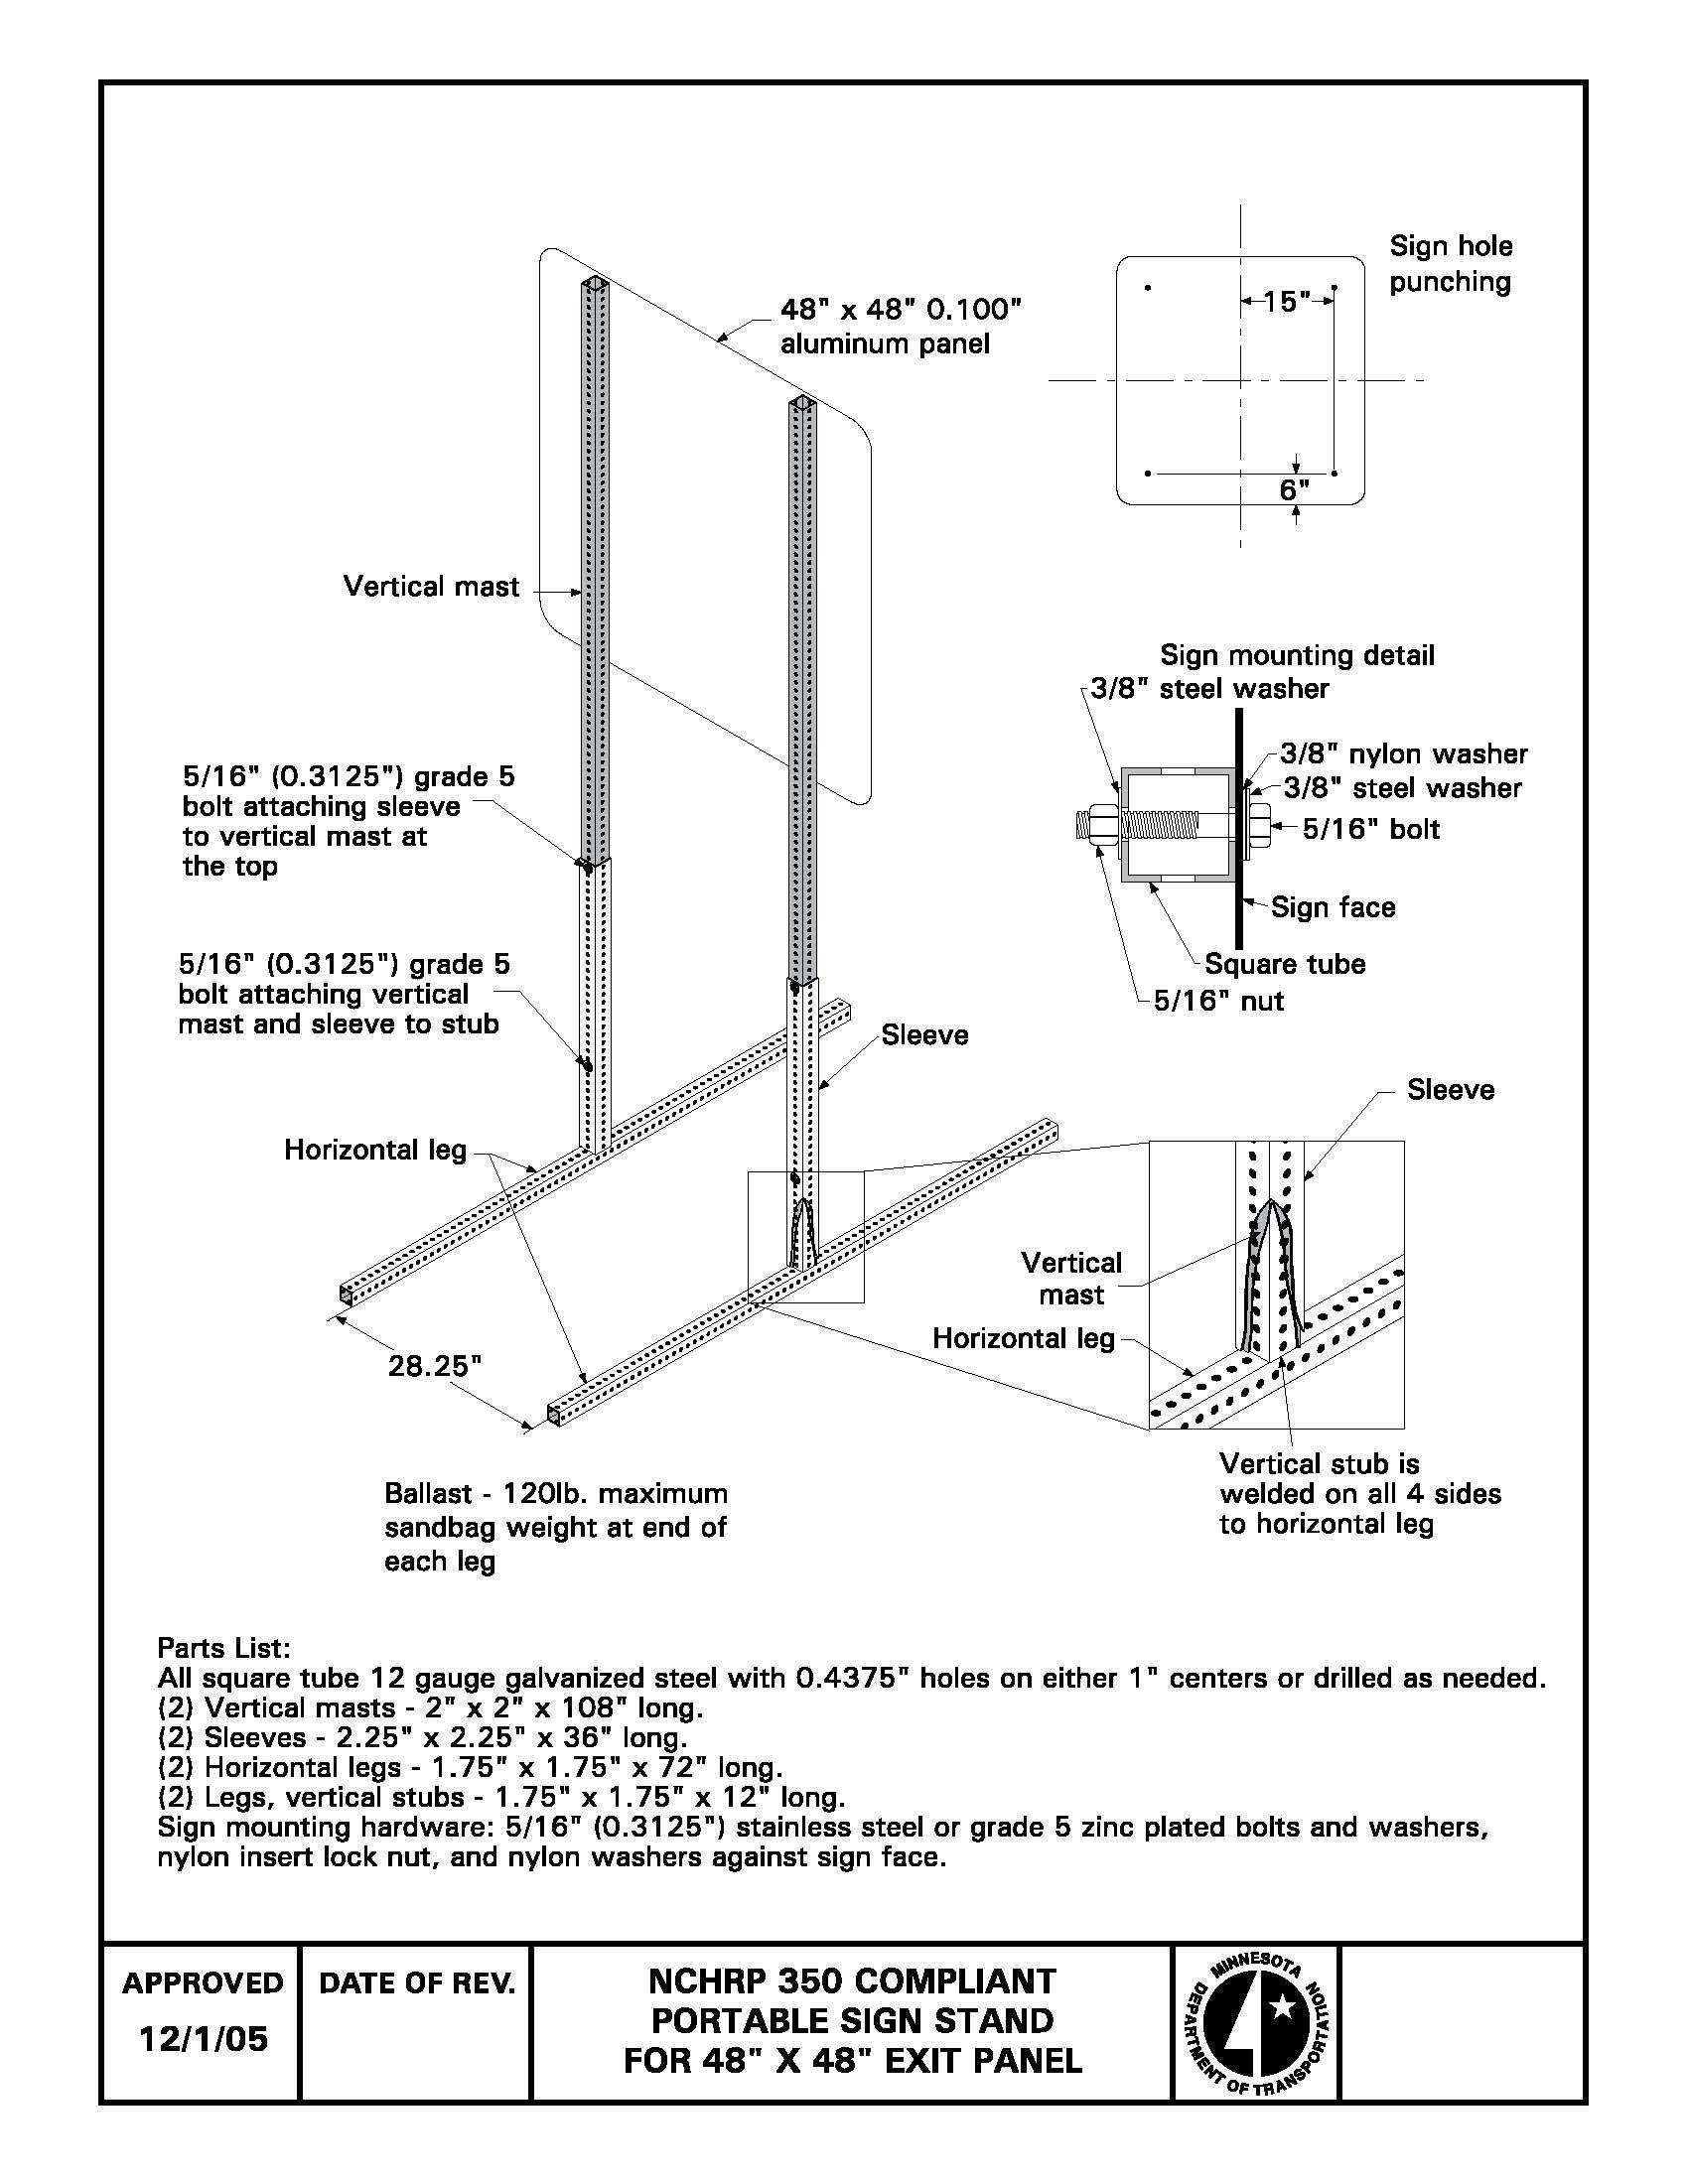 Sign hole
punching
15"
6"
48" x 48" 0.100"
aluminum panel
Vertical mast
Sign mounting detail
3/8" steel washer
3/8" nylon washer
3/8" steel washer
5/16" bolt
Sign face
Square tube
5/16" nut
5/16" (0.3125") grade 5
bolt attaching sleeve
to vertical mast at
the top
5/16" (0.3125") grade 5
bolt attaching vertical
mast and sleeve to stub
Sleeve
Horizontal leg
Sleeve
Vertical
mast
Horizontal leg
28.25"
Vertical stub is
welded on all 4 sides
to horizontal leg
Ballast - 120lb. maximum
sandbag weight at end of
each leg
Parts List:
All square tube 12 gauge galvanized steel with 0.4375" holes on either 1" centers or drilled as needed.
(2) Vertical masts - 2" x 2" x 108" long.
(2) Sleeves - 2.25" x 2.25" x 36" long.
(2) Horizontal legs - 1.75" x 1.75" x 72" long.
(2) Legs, vertical stubs - 1.75" x 1.75" x 12" long.
Sign mounting hardware: 5/16" (0.3125") stainless steel or grade 5 zinc plated bolts and washers,
nylon insert lock nut, and nylon washers against sign face.
APPROVED
12/1/05
DATE OF REV.
NCHRP 350 COMPLIANT
PORTABLE SIGN STAND
FOR 48" X 48" EXIT PANEL
MINNESOTA
DEPARTMENT OF TRANSPORTATION